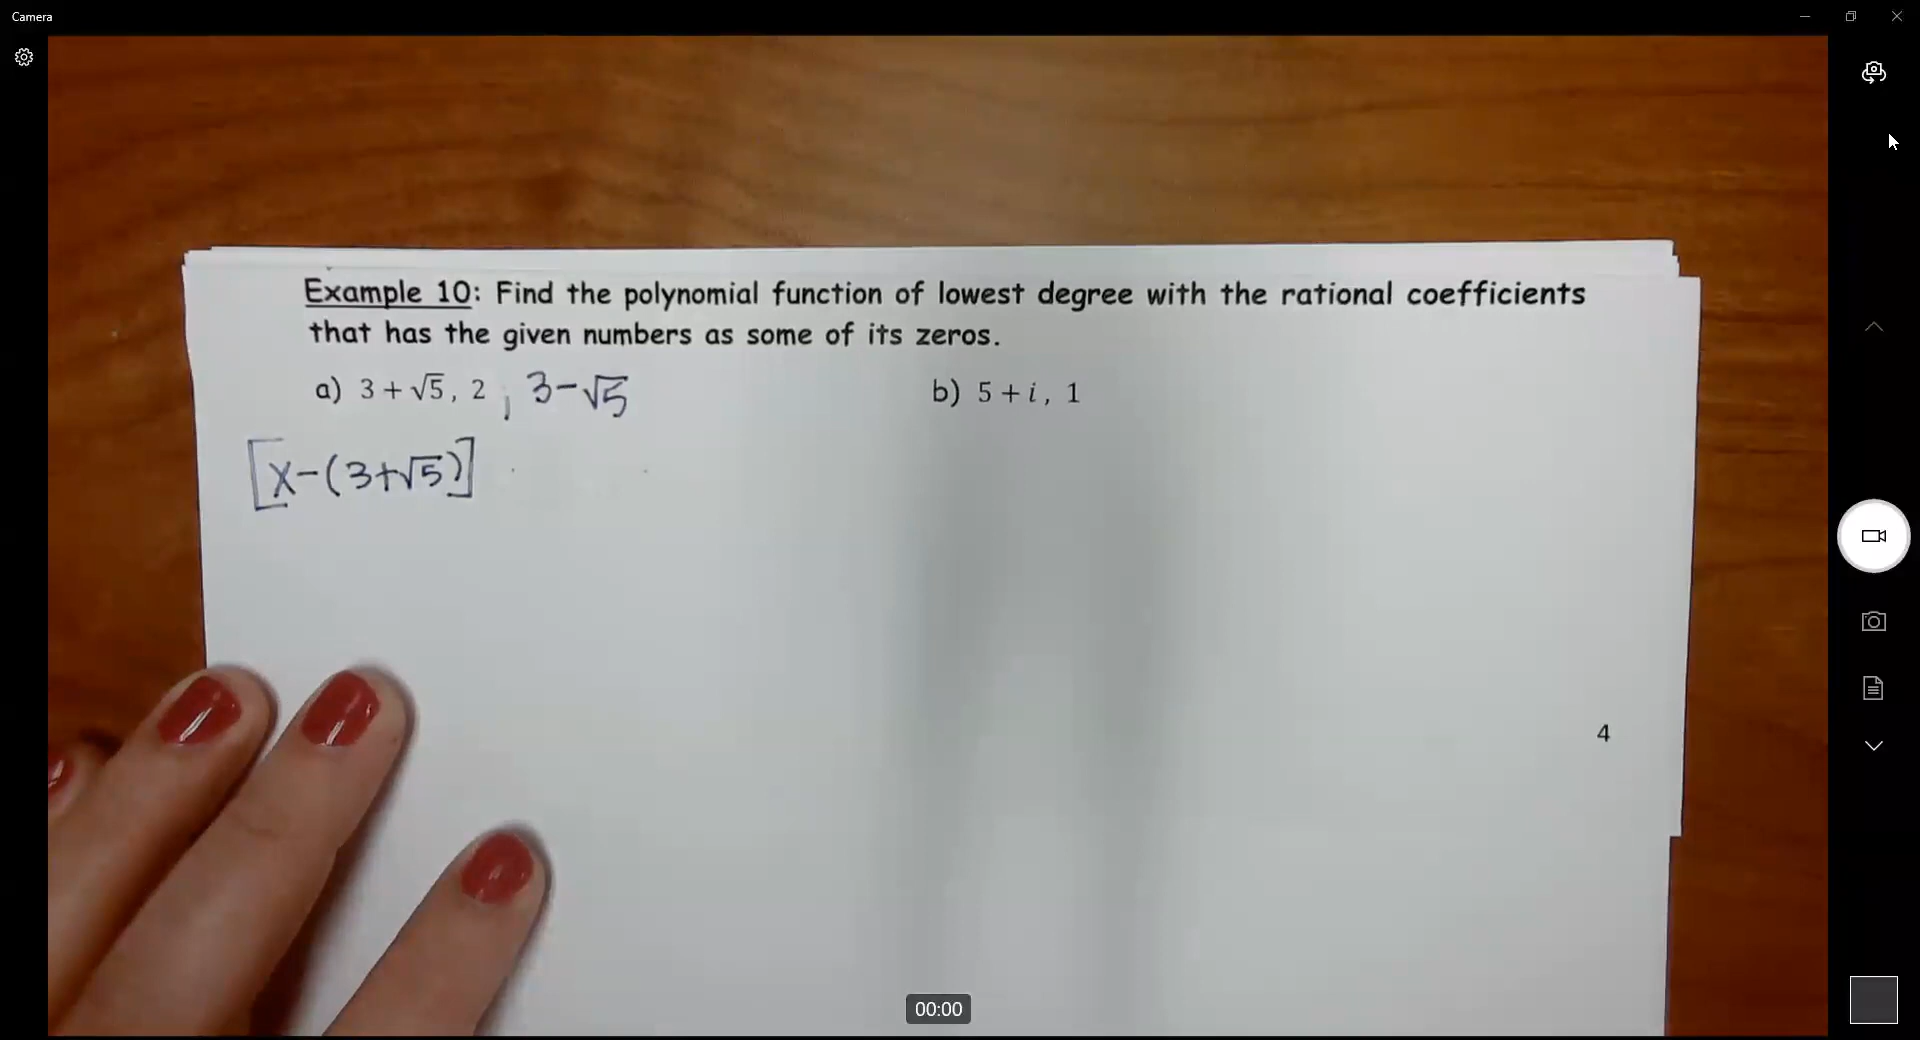 Camera
Example 10: Find the polynomial function of lowest degree with the rational coefficients
that has the given numbers as some of its zeros.
a) 3 + √5, 2, 3-√5
b) 5 + i, 1
[x-(3+√5)]
4
00:00